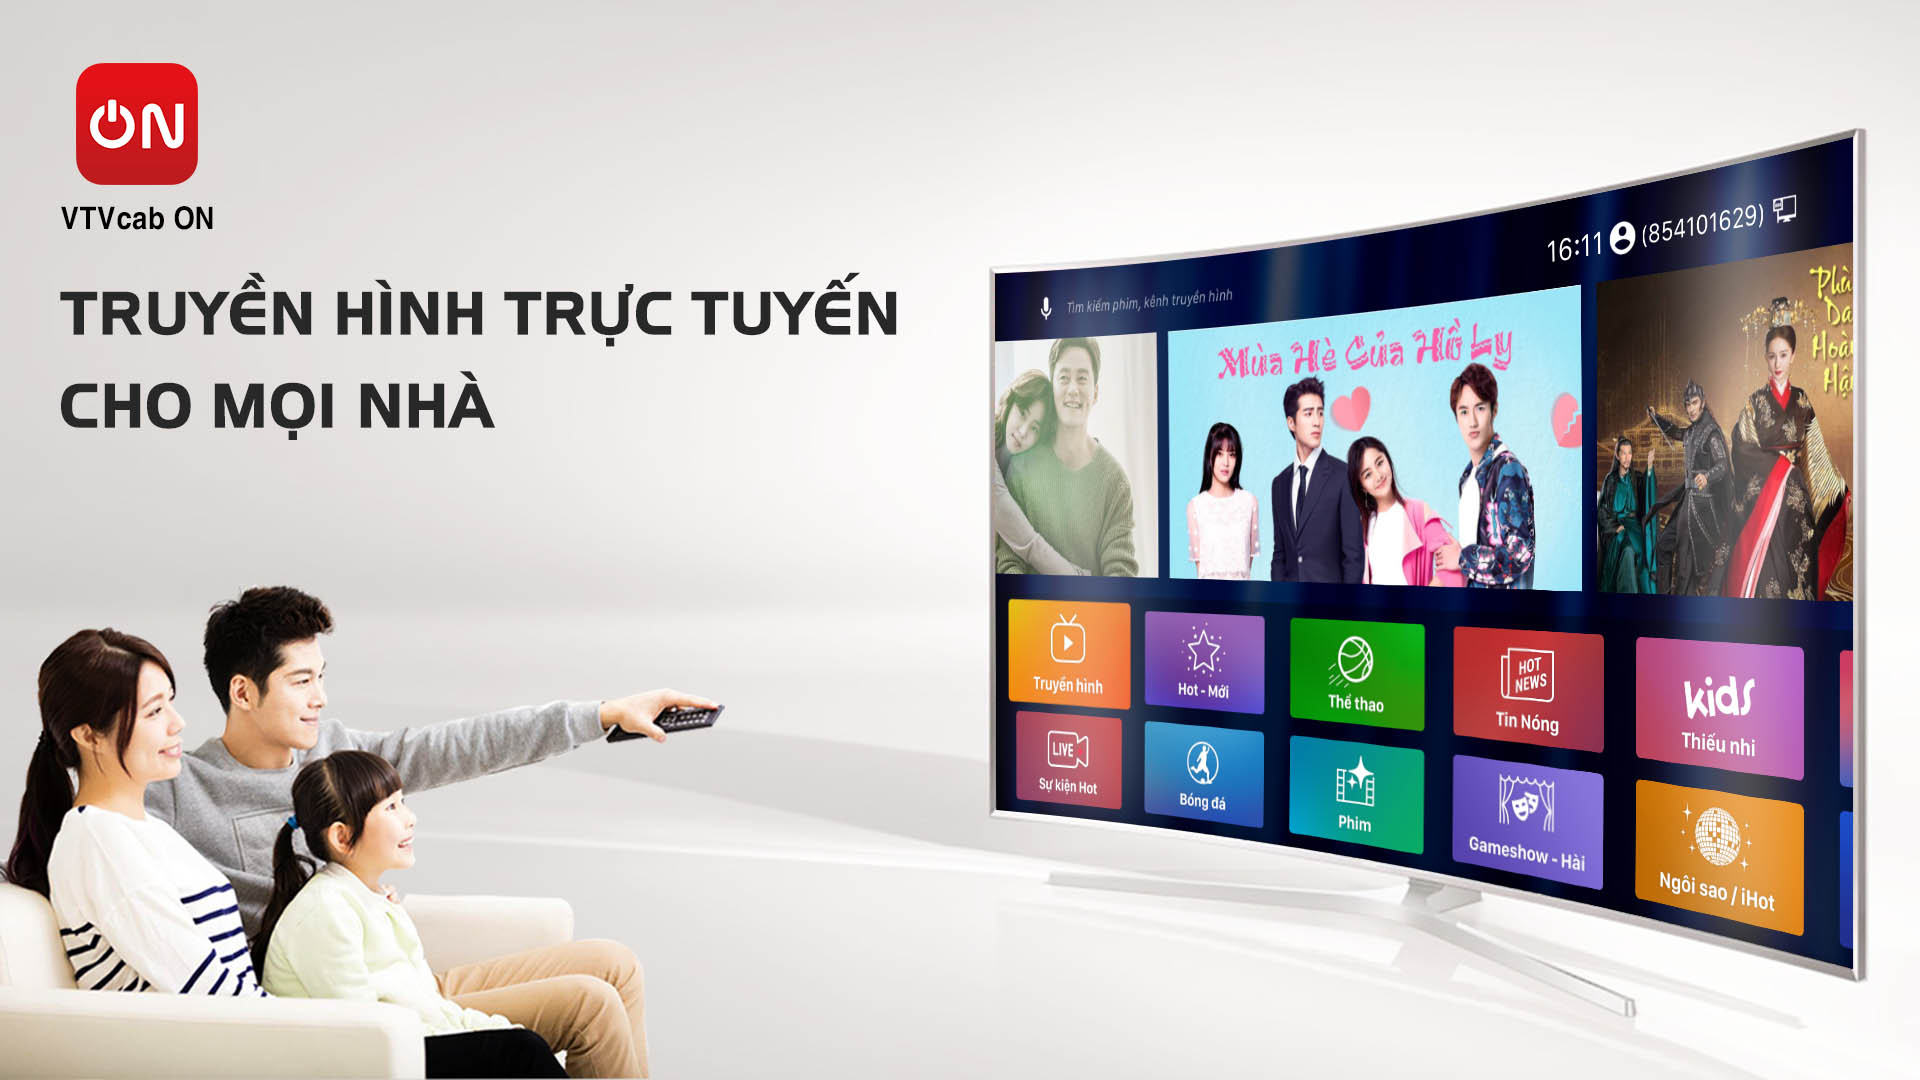 ON
VTVcab ON
TRUYỀN HÌNH TRỰC TUYẾN
CHO MỌI NHÀ
16:11 (854101629)
Tìm kiếm phim, kênh truyền hình
Mùa Hè Của Hồ Ly
Truyền hình
Hot - Mới
Thể thao
HOT
NEWS
Tin Nóng
kids
Thiếu nhi
LIVE
Sự kiện Hot
Bóng đá
Phim
Gameshow - Hài
Ngôi sao / iHot